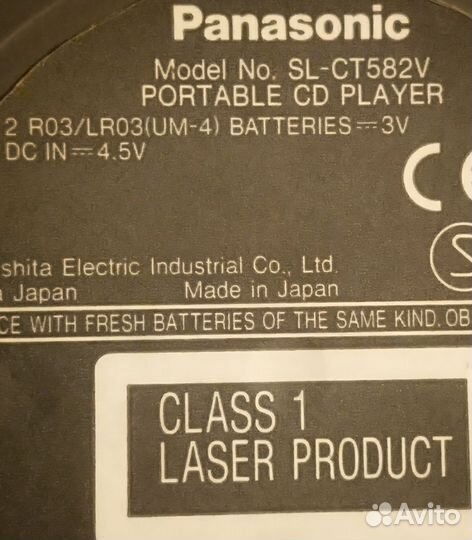 Panasonic
Model No. SL-CT582V
PORTABLE CD PLAYER
2 R03/LR03(UM-4) BATTERIES⎓3V
DC IN⎓4.5V
CE
S
shita Electric Industrial Co., Ltd.
a Japan Made in Japan
CE WITH FRESH BATTERIES OF THE SAME KIND. OB
CLASS 1
LASER PRODUCT
Avito